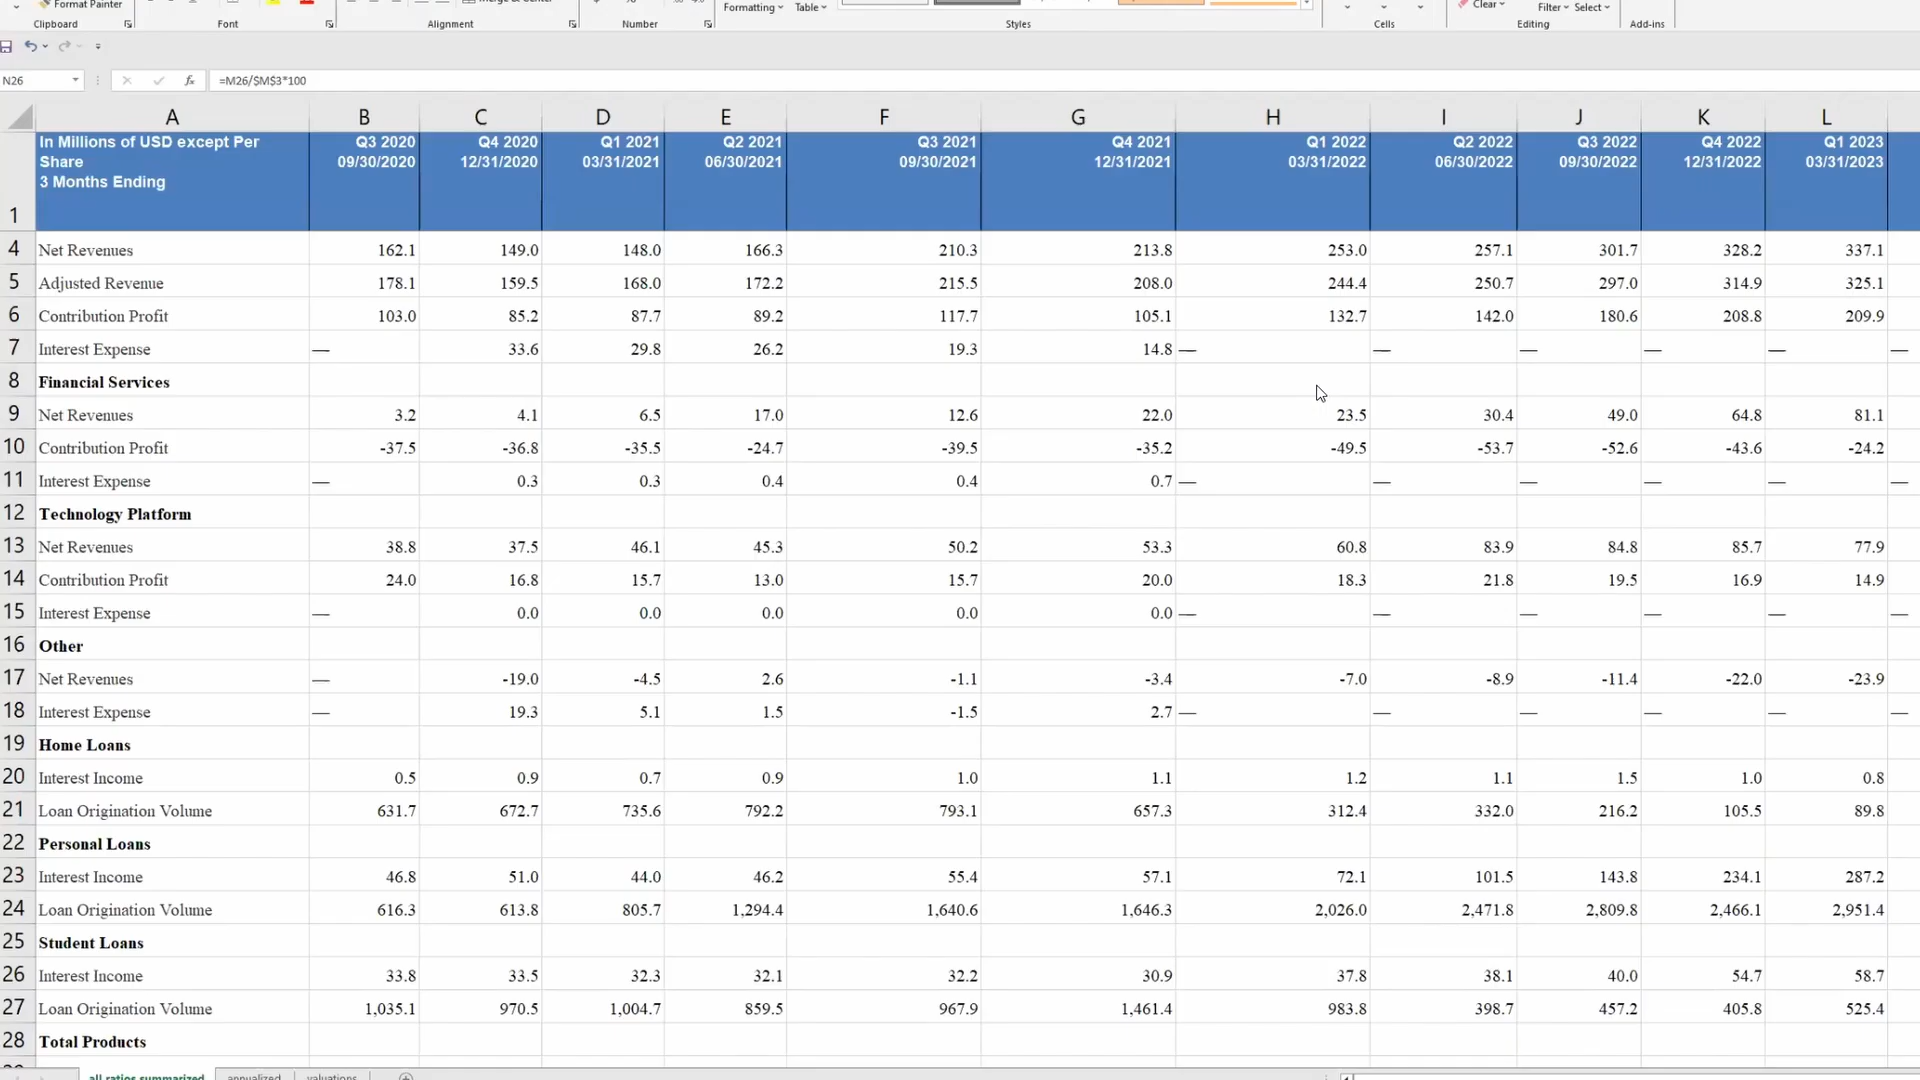 Format Painter Merge & Center Formatting Table Clear Filter Select
Clipboard Font Alignment Number Styles Cells Editing Add-ins
N26 fx =M26/$M$3*100
A B C D E F G H I J K L
In Millions of USD except Per Q3 2020 Q4 2020 Q1 2021 Q2 2021 Q3 2021 Q4 2021 Q1 2022 Q2 2022 Q3 2022 Q4 2022 Q1 2023
Share 09/30/2020 12/31/2020 03/31/2021 06/30/2021 09/30/2021 12/31/2021 03/31/2022 06/30/2022 09/30/2022 12/31/2022 03/31/2023
3 Months Ending
1
4 Net Revenues 162.1 149.0 148.0 166.3 210.3 213.8 253.0 257.1 301.7 328.2 337.1
5 Adjusted Revenue 178.1 159.5 168.0 172.2 215.5 208.0 244.4 250.7 297.0 314.9 325.1
6 Contribution Profit 103.0 85.2 87.7 89.2 117.7 105.1 132.7 142.0 180.6 208.8 209.9
7 Interest Expense — 33.6 29.8 26.2 19.3 14.8 — — — — — —
8 Financial Services
9 Net Revenues 3.2 4.1 6.5 17.0 12.6 22.0 23.5 30.4 49.0 64.8 81.1
10 Contribution Profit -37.5 -36.8 -35.5 -24.7 -39.5 -35.2 -49.5 -53.7 -52.6 -43.6 -24.2
11 Interest Expense — 0.3 0.3 0.4 0.4 0.7 — — — — — —
12 Technology Platform
13 Net Revenues 38.8 37.5 46.1 45.3 50.2 53.3 60.8 83.9 84.8 85.7 77.9
14 Contribution Profit 24.0 16.8 15.7 13.0 15.7 20.0 18.3 21.8 19.5 16.9 14.9
15 Interest Expense — 0.0 0.0 0.0 0.0 0.0 — — — — — —
16 Other
17 Net Revenues — -19.0 -4.5 2.6 -1.1 -3.4 -7.0 -8.9 -11.4 -22.0 -23.9
18 Interest Expense — 19.3 5.1 1.5 -1.5 2.7 — — — — — —
19 Home Loans
20 Interest Income 0.5 0.9 0.7 0.9 1.0 1.1 1.2 1.1 1.5 1.0 0.8
21 Loan Origination Volume 631.7 672.7 735.6 792.2 793.1 657.3 312.4 332.0 216.2 105.5 89.8
22 Personal Loans
23 Interest Income 46.8 51.0 44.0 46.2 55.4 57.1 72.1 101.5 143.8 234.1 287.2
24 Loan Origination Volume 616.3 613.8 805.7 1,294.4 1,640.6 1,646.3 2,026.0 2,471.8 2,809.8 2,466.1 2,951.4
25 Student Loans
26 Interest Income 33.8 33.5 32.3 32.1 32.2 30.9 37.8 38.1 40.0 54.7 58.7
27 Loan Origination Volume 1,035.1 970.5 1,004.7 859.5 967.9 1,461.4 983.8 398.7 457.2 405.8 525.4
28 Total Products
all ratios summarized annualized valuations